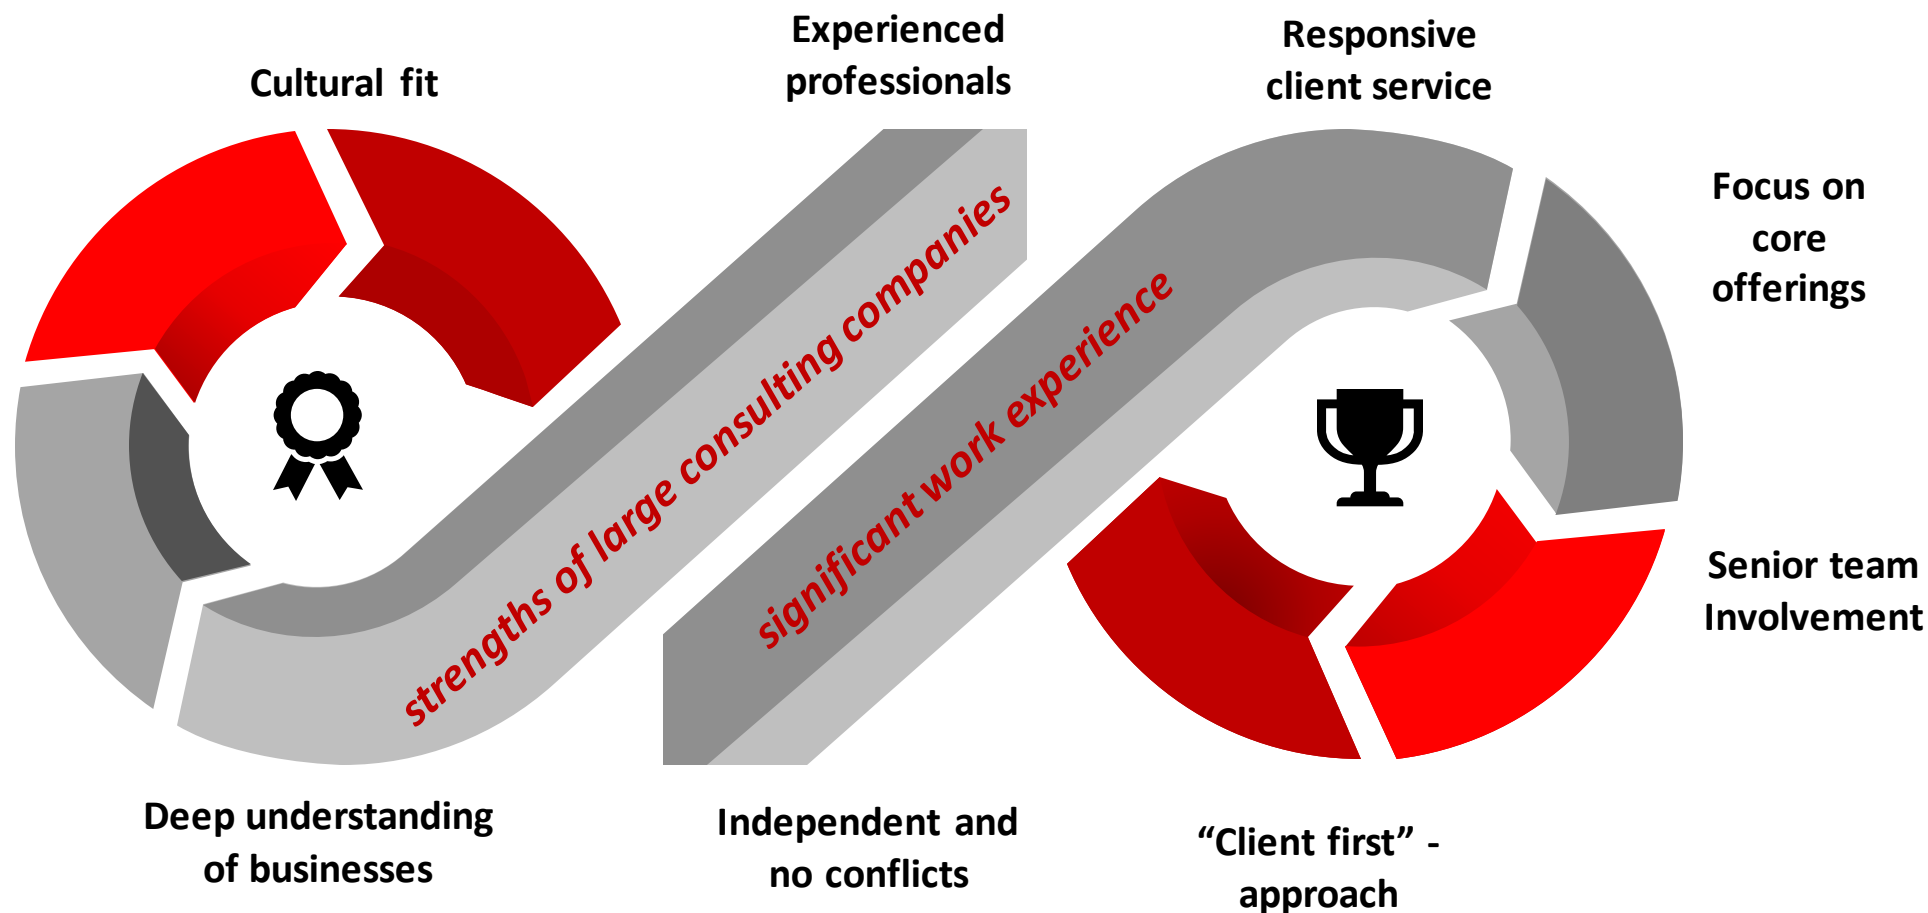 Cultural fit
Experienced
professionals
Responsive
client service
Focus on
core
offerings
strengths of large consulting companies
significant work experience
Senior team
Involvement
Deep understanding
of businesses
Independent and
no conflicts
“Client first” -
approach